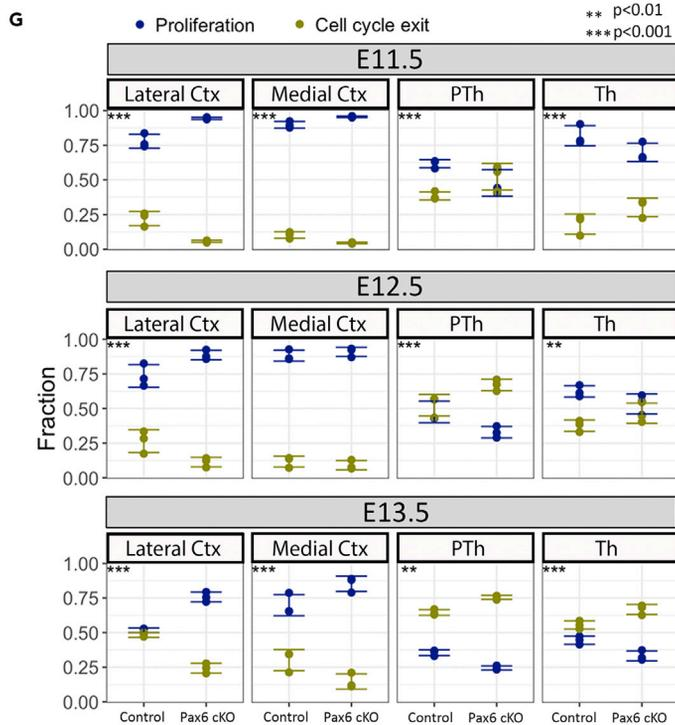 G
Proliferation Cell cycle exit
** p<0.01
*** p<0.001
E11.5
Lateral Ctx Medial Ctx PTh Th
*** *** *** ***
1.00
0.75
0.50
0.25
0.00
E12.5
Lateral Ctx Medial Ctx PTh Th
*** *** **
1.00
0.75
0.50
0.25
0.00
Fraction
E13.5
Lateral Ctx Medial Ctx PTh Th
*** *** ** ***
1.00
0.75
0.50
0.25
0.00
Control Pax6 cKO Control Pax6 cKO Control Pax6 cKO Control Pax6 cKO